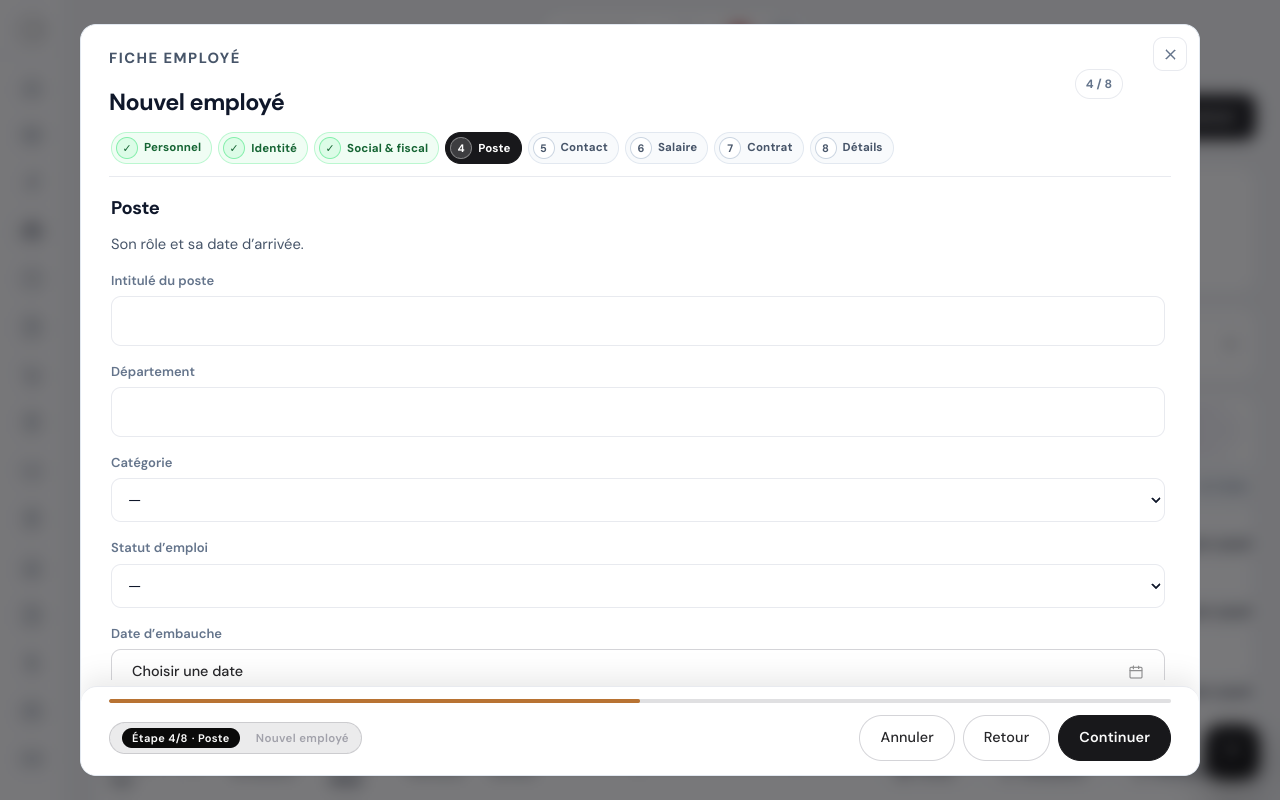 FICHE EMPLOYÉ
4 / 8
Nouvel employé
✓ Personnel ✓ Identité ✓ Social & fiscal 4 Poste 5 Contact 6 Salaire 7 Contrat 8 Détails
Poste
Son rôle et sa date d’arrivée.
Intitulé du poste
Département
Catégorie
—
Statut d’emploi
—
Date d’embauche
Choisir une date
Étape 4/8 · Poste Nouvel employé
Annuler Retour Continuer